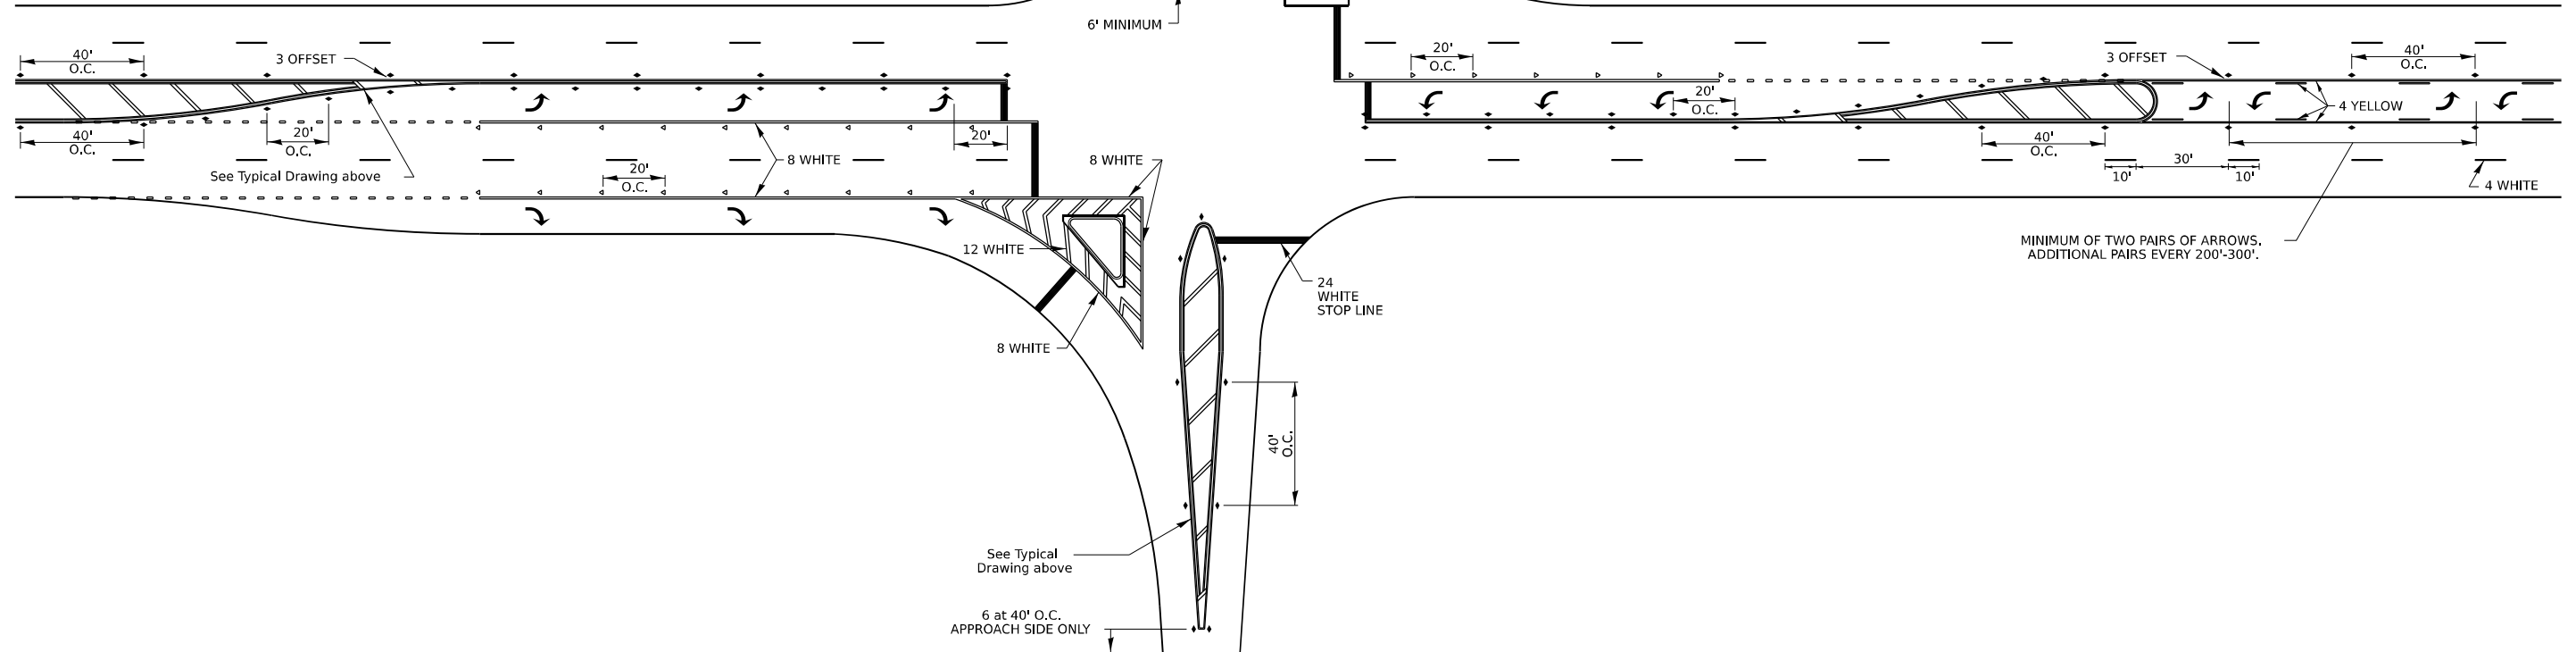 6' MINIMUM
40'
O.C.
3 OFFSET
20'
O.C.
3 OFFSET
40'
O.C.
20'
O.C.
4 YELLOW
40'
O.C.
20'
O.C.
20'
8 WHITE
8 WHITE
40'
O.C.
30'
10'
10'
See Typical Drawing above
20'
O.C.
4 WHITE
12 WHITE
MINIMUM OF TWO PAIRS OF ARROWS.
ADDITIONAL PAIRS EVERY 200'-300'.
24
WHITE
STOP LINE
8 WHITE
40'
O.C.
See Typical
Drawing above
6 at 40' O.C.
APPROACH SIDE ONLY